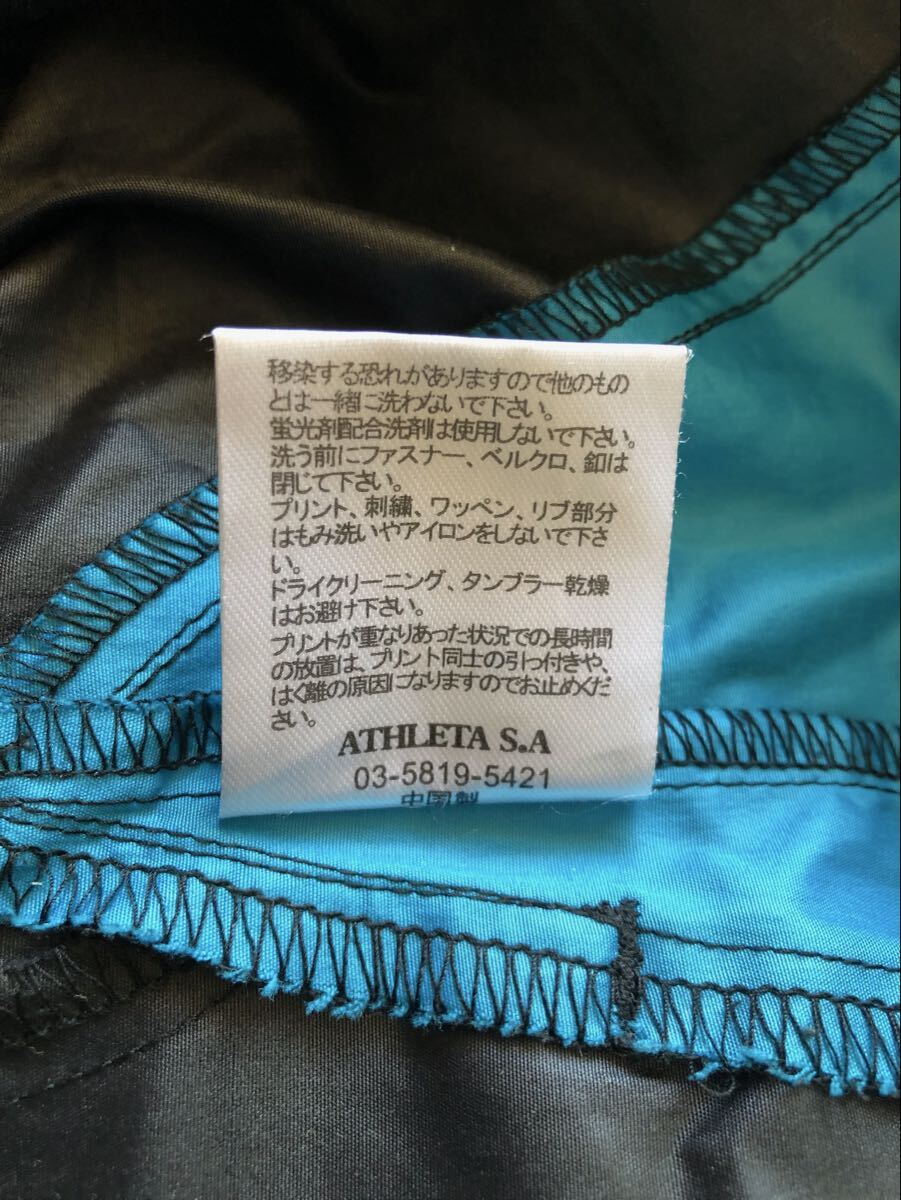 移染する恐れがありますので他のもの
とは一緒に洗わないで下さい。
蛍光剤配合洗剤は使用しないで下さい。
洗う前にファスナー、ベルクロ、釦は
閉じて下さい。
プリント、刺繍、ワッペン、リブ部分
はもみ洗いやアイロンをしないで下さ
い。
ドライクリーニング、タンブラー乾燥
はお避け下さい。
プリントが重なりあった状況での長時間
の放置は、プリント同士の引っ付きや、
はく離の原因になりますのでお止めくだ
さい。
ATHLETA S.A
03-5819-5421
中国製